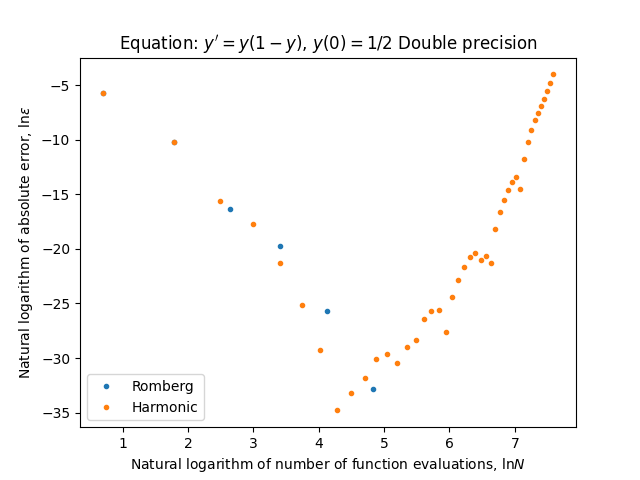 Equation: y′ = y(1 − y), y(0) = 1/2 Double precision
Natural logarithm of absolute error, lnε
−5
−10
−15
−20
−25
−30
−35
Romberg
Harmonic
1 2 3 4 5 6 7
Natural logarithm of number of function evaluations, lnN